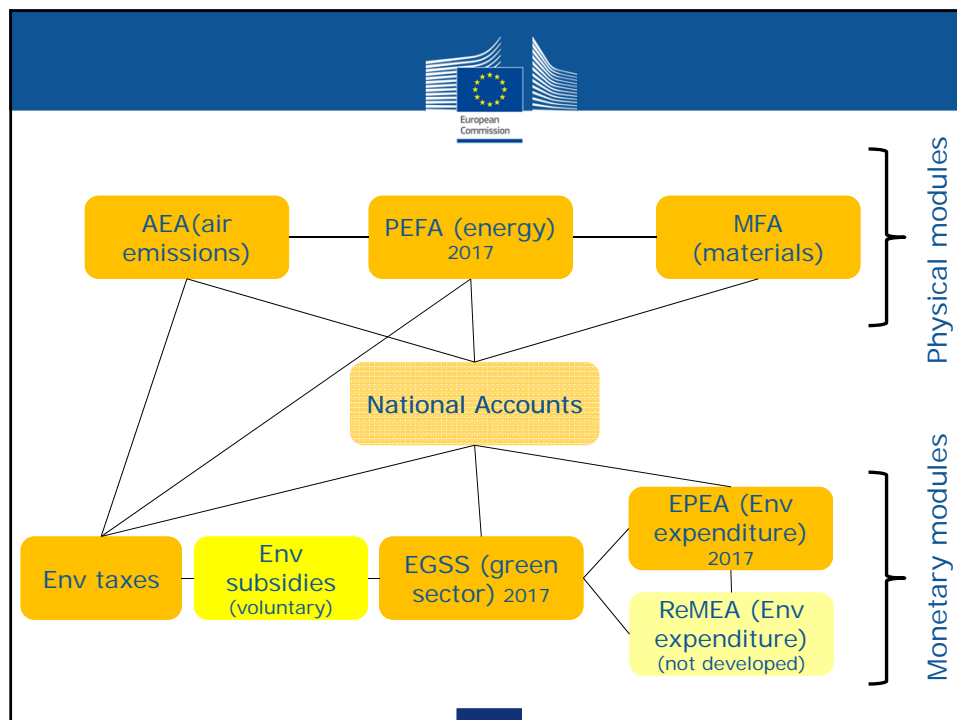 European
Commission
AEA(air
emissions)
PEFA (energy)
2017
MFA
(materials)
Physical modules
National Accounts
Env taxes
Env
subsidies
(voluntary)
EGSS (green
sector) 2017
EPEA (Env
expenditure)
2017
ReMEA (Env
expenditure)
(not developed)
Monetary modules